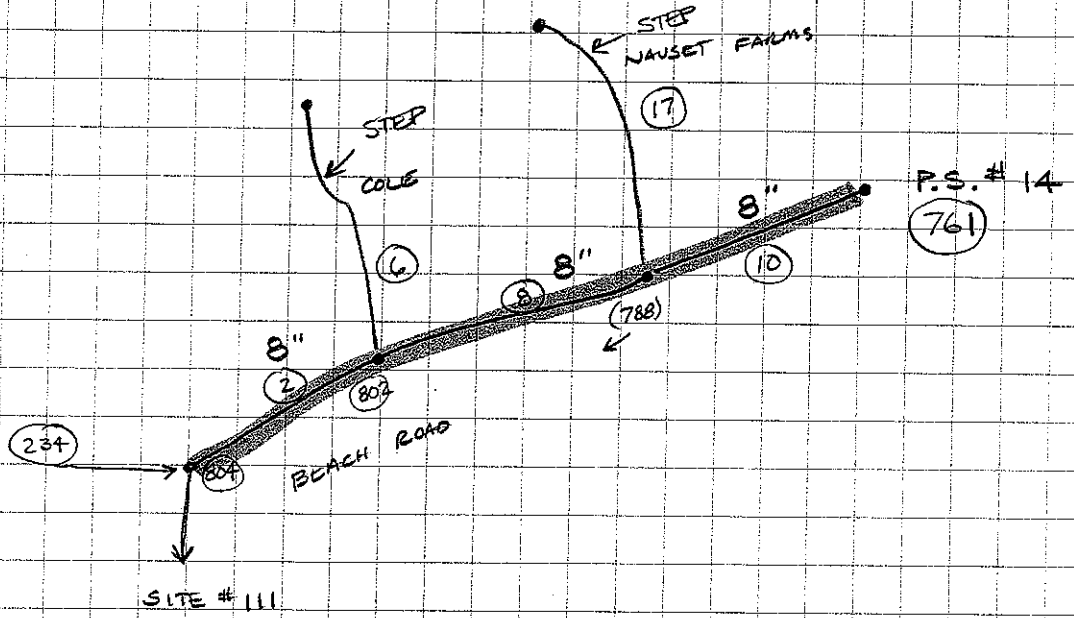 STEP
NAUSET FARMS
17
STEP
COLE
P.S. # 14
761
8"
10
6
8"
8
(788)
8"
2
802
BEACH ROAD
234
804
SITE # 111